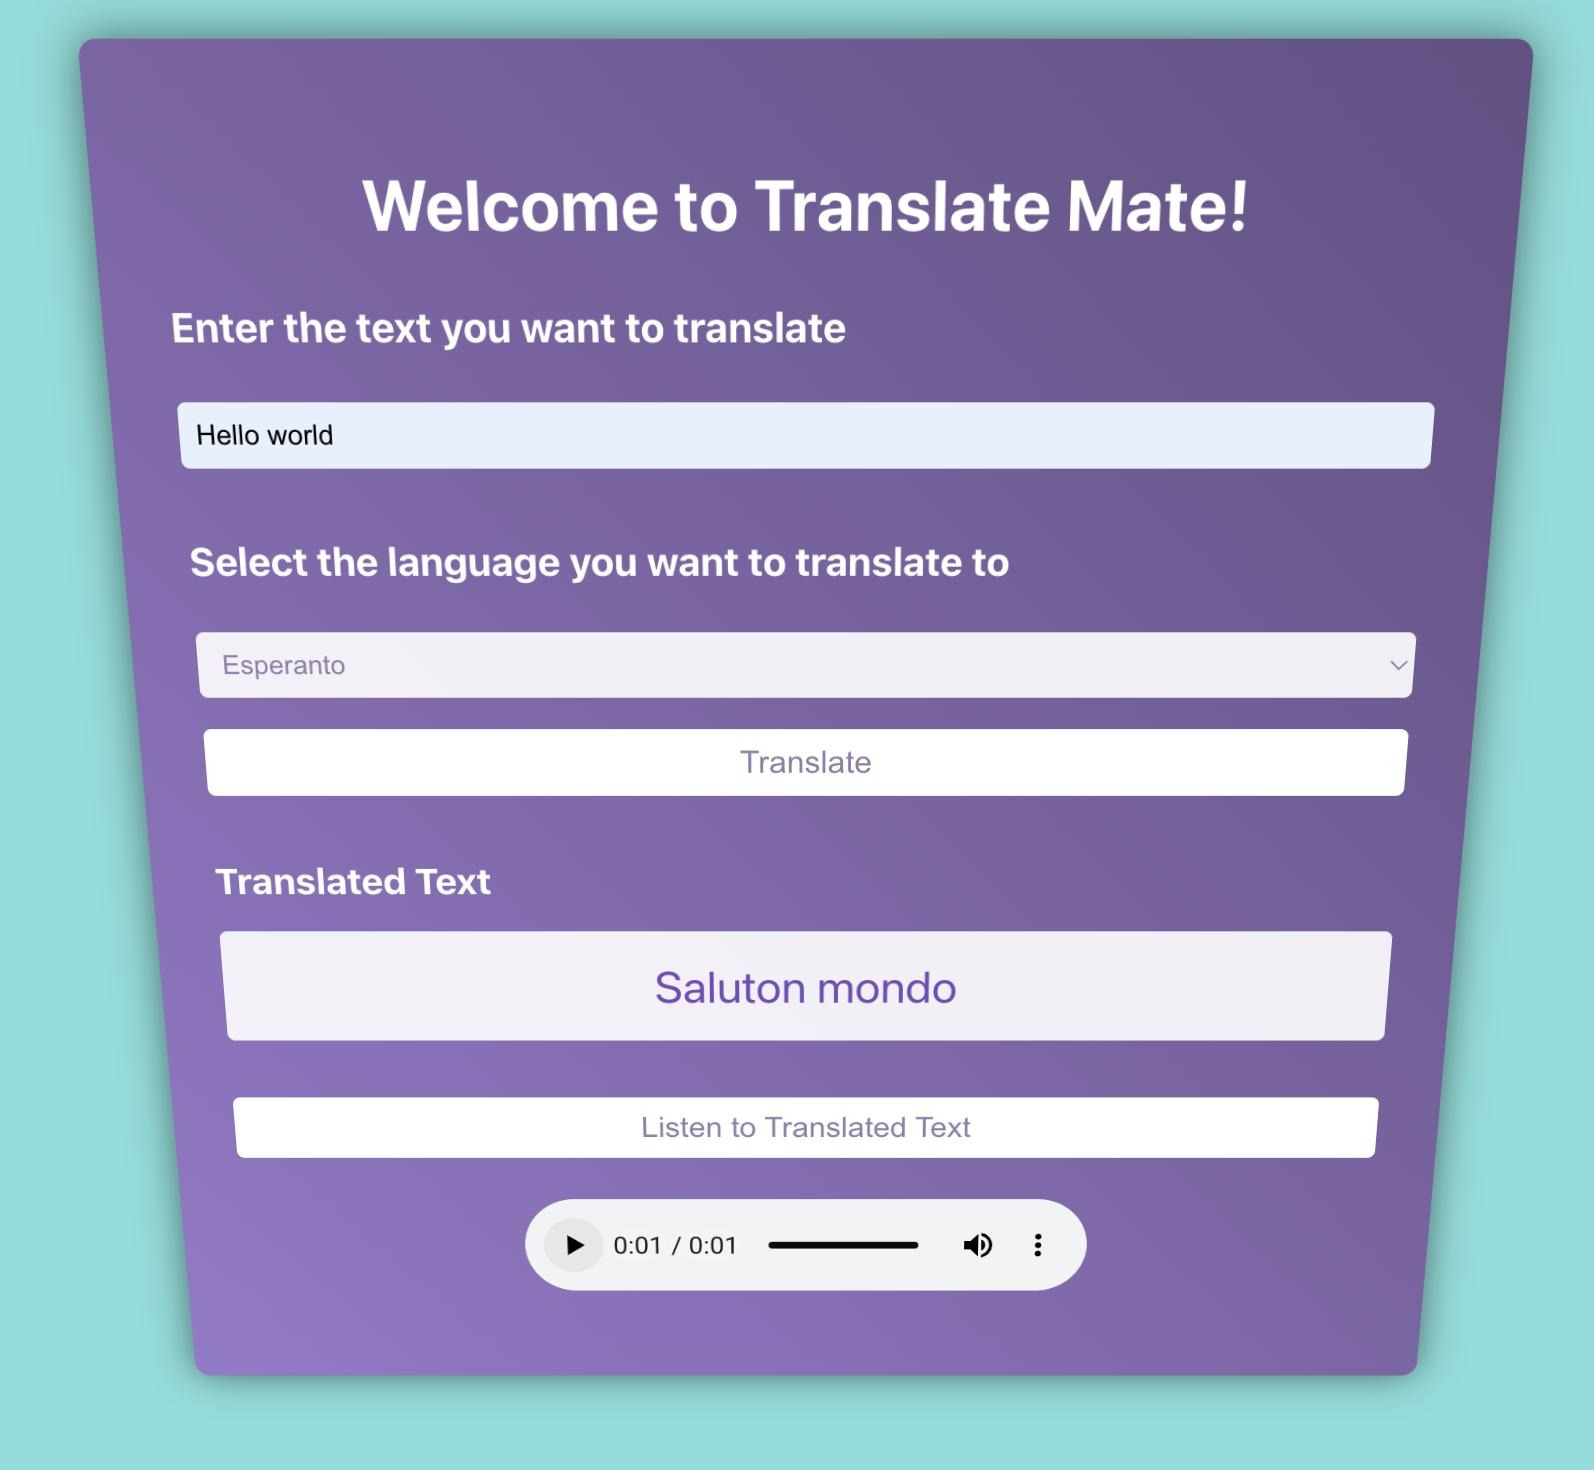 Welcome to Translate Mate!
Enter the text you want to translate
Hello world
Select the language you want to translate to
Esperanto
Translate
Translated Text
Saluton mondo
Listen to Translated Text
0:01 / 0:01